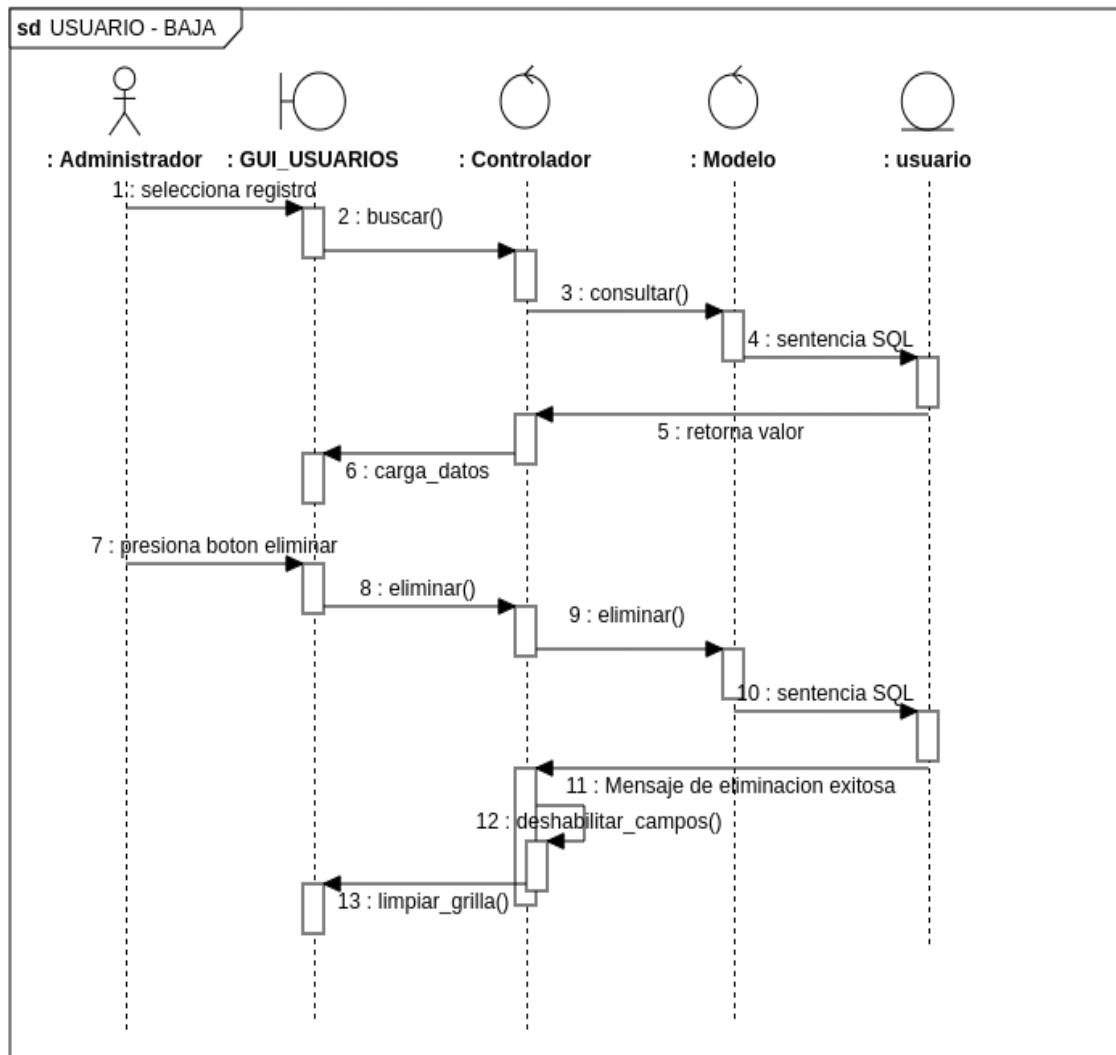 sd USUARIO - BAJA
: Administrador
: GUI_USUARIOS
: Controlador
: Modelo
: usuario
1 : selecciona registro
2 : buscar()
3 : consultar()
4 : sentencia SQL
5 : retorna valor
6 : carga_datos
7 : presiona boton eliminar
8 : eliminar()
9 : eliminar()
10 : sentencia SQL
11 : Mensaje de eliminacion exitosa
12 : deshabilitar_campos()
13 : limpiar_grilla()